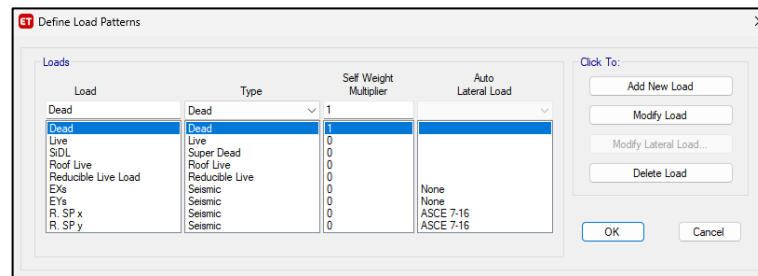 ET Define Load Patterns
Loads
Load Type Self Weight Multiplier Auto Lateral Load
Dead Dead 1
Dead Dead 1
Live Live 0
SiDL Super Dead 0
Roof Live Roof Live 0
Reducible Live Load Reducible Live 0
EXs Seismic 0 None
EYs Seismic 0 None
R. SP x Seismic 0 ASCE 7-16
R. SP y Seismic 0 ASCE 7-16
Click To:
Add New Load
Modify Load
Modify Lateral Load...
Delete Load
OK Cancel